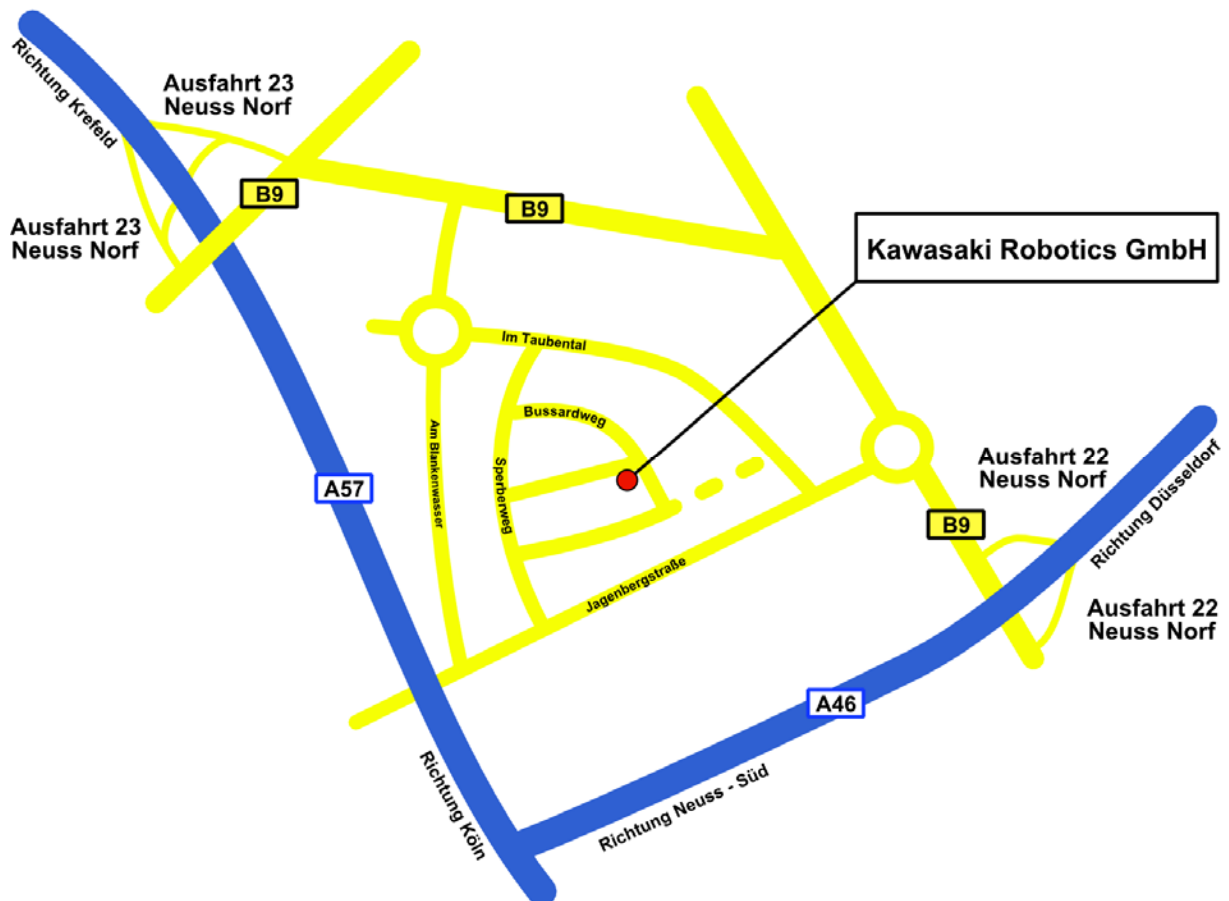 Richtung Krefeld
Ausfahrt 23
Neuss Norf
B9
B9
Ausfahrt 23
Neuss Norf
Kawasaki Robotics GmbH
Im Taubental
Bussardweg
Am Blankenwasser
Sperberweg
A57
Ausfahrt 22
Neuss Norf
Richtung Düsseldorf
B9
Jagenbergstraße
Ausfahrt 22
Neuss Norf
A46
Richtung Köln
Richtung Neuss - Süd